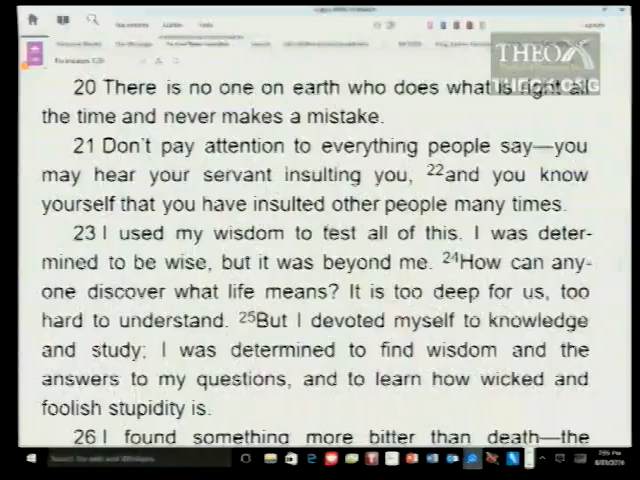 THEO
THEOX.ORG
20 There is no one on earth who does what is right all
the time and never makes a mistake.
21 Don't pay attention to everything people say—you
may hear your servant insulting you, 22and you know
yourself that you have insulted other people many times.
23 I used my wisdom to test all of this. I was deter-
mined to be wise, but it was beyond me. 24How can any-
one discover what life means? It is too deep for us, too
hard to understand. 25But I devoted myself to knowledge
and study; I was determined to find wisdom and the
answers to my questions, and to learn how wicked and
foolish stupidity is.
26 I found something more bitter than death—the